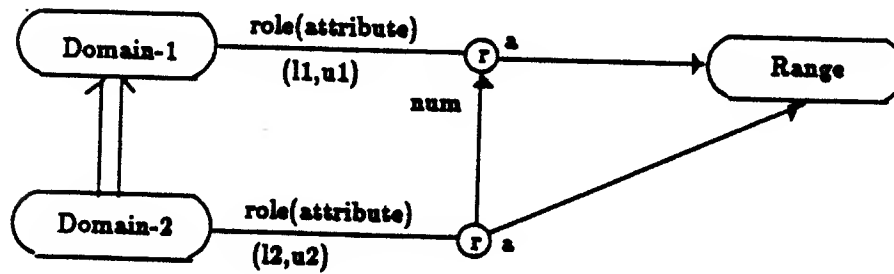 Domain-1
role(attribute)
(l1,u1)
r
a
Range
num
Domain-2
role(attribute)
(l2,u2)
r
a